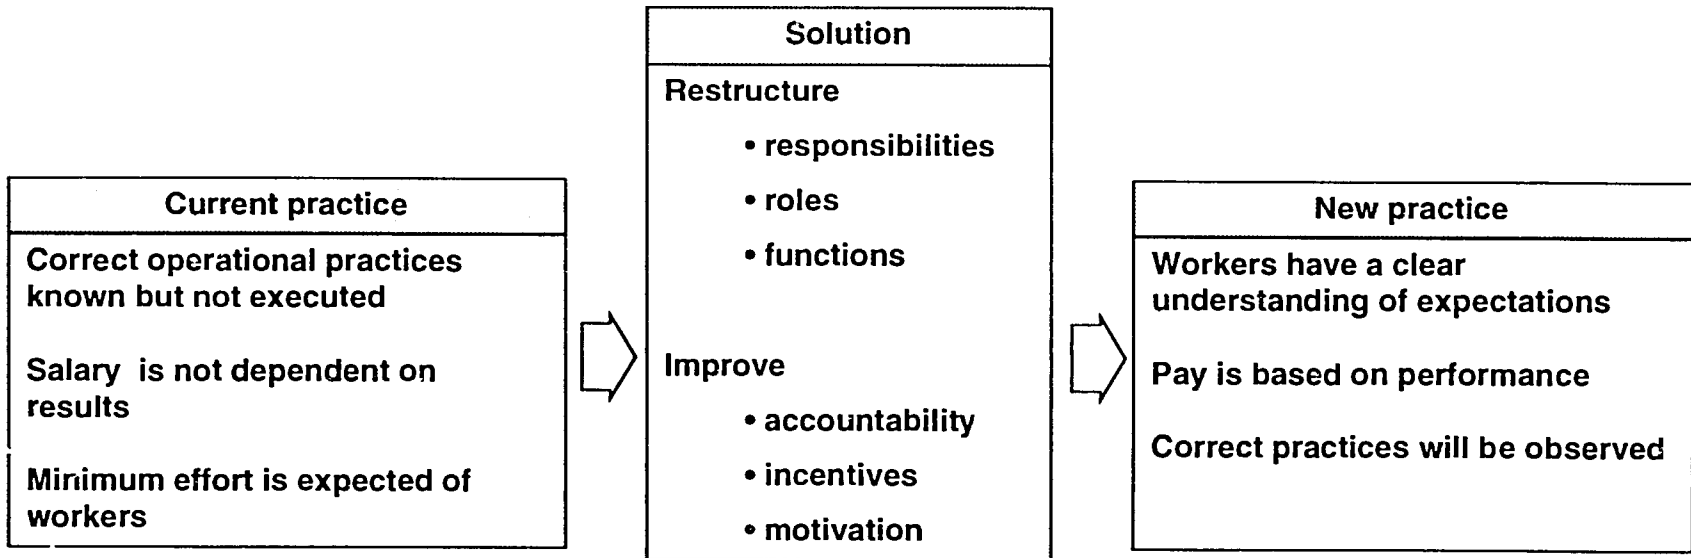 Current practice
Correct operational practices
known but not executed
Salary is not dependent on
results
Minimum effort is expected of
workers
Solution
Restructure
• responsibilities
• roles
• functions
Improve
• accountability
• incentives
• motivation
New practice
Workers have a clear
understanding of expectations
Pay is based on performance
Correct practices will be observed